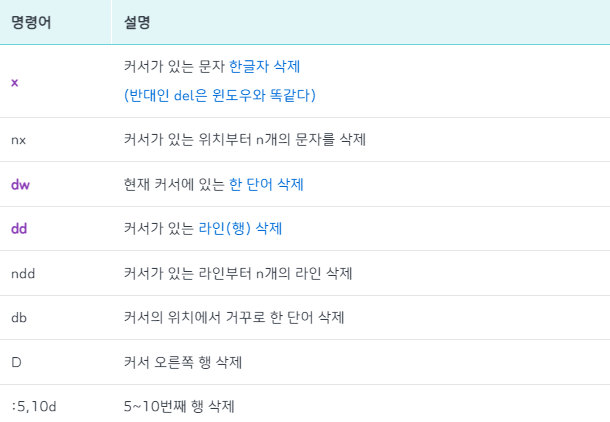 명령어 설명
x 커서가 있는 문자 한글자 삭제
(반대인 del은 윈도우와 똑같다)
nx 커서가 있는 위치부터 n개의 문자를 삭제
dw 현재 커서에 있는 한 단어 삭제
dd 커서가 있는 라인(행) 삭제
ndd 커서가 있는 라인부터 n개의 라인 삭제
db 커서의 위치에서 거꾸로 한 단어 삭제
D 커서 오른쪽 행 삭제
:5,10d 5~10번째 행 삭제